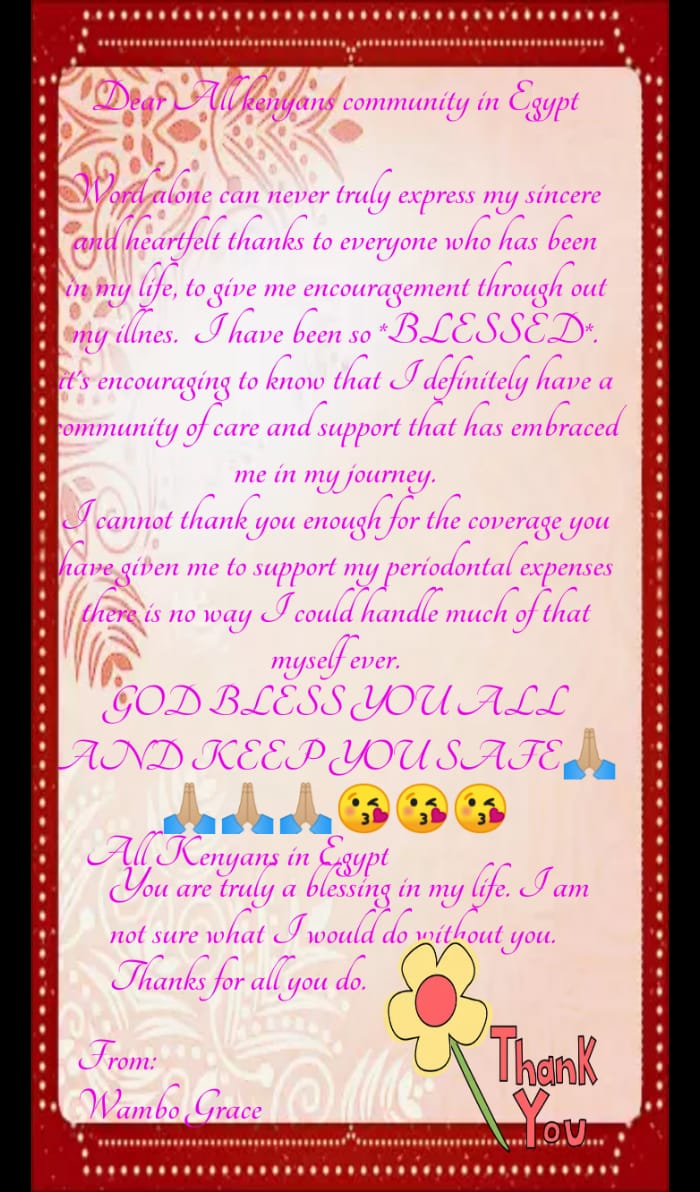 Dear All kenyans community in Egypt
Word alone can never truly express my sincere
and heartfelt thanks to everyone who has been
in my life, to give me encouragement through out
my illnes. I have been so *BLESSED*.
it's encouraging to know that I definitely have a
community of care and support that has embraced
me in my journey.
I cannot thank you enough for the coverage you
have given me to support my periodontal expenses
there is no way I could handle much of that
myself ever.
GOD BLESS YOU ALL
AND KEEP YOU SAFE🙏🏼
🙏🏼🙏🏼🙏🏼😘😘😘
All Kenyans in Egypt
You are truly a blessing in my life. I am
not sure what I would do without you.
Thanks for all you do.
From:
Wambo Grace
Thank
You